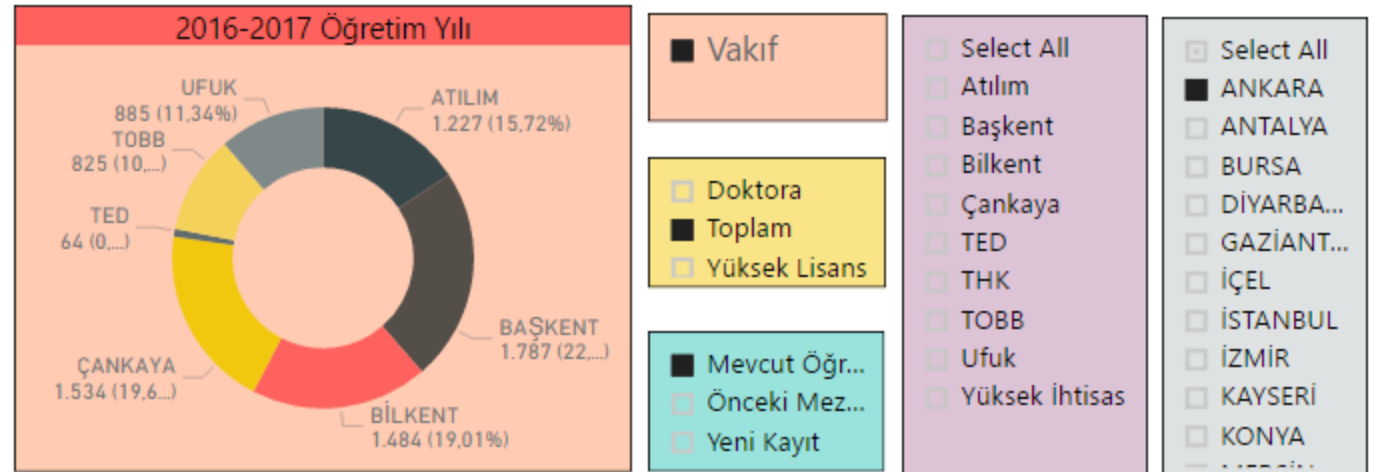 2016-2017 Öğretim Yılı
UFUK
885 (11,34%)
TOBB
825 (10,...)
TED
64 (0,...)
ÇANKAYA
1.534 (19,6...)
ATILIM
1.227 (15,72%)
BAŞKENT
1.787 (22,...)
BİLKENT
1.484 (19,01%)
Vakıf
Doktora
Toplam
Yüksek Lisans
Mevcut Öğr...
Önceki Mez...
Yeni Kayıt
Select All
Atılım
Başkent
Bilkent
Çankaya
TED
THK
TOBB
Ufuk
Yüksek İhtisas
Select All
ANKARA
ANTALYA
BURSA
DİYARBA...
GAZİANT...
İÇEL
İSTANBUL
İZMİR
KAYSERİ
KONYA